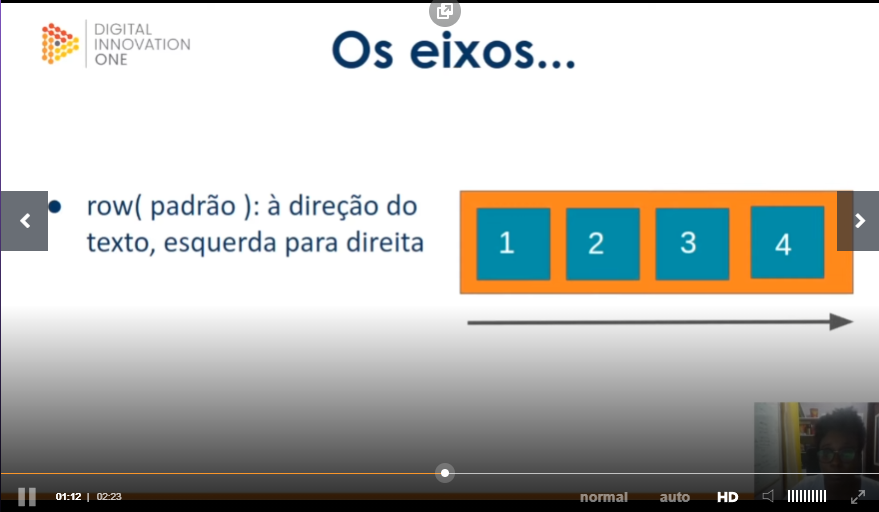 DIGITAL
INNOVATION
ONE
Os eixos...
row( padrão ): à direção do
texto, esquerda para direita
1 2 3 4
01:12 | 02:23
normal auto HD